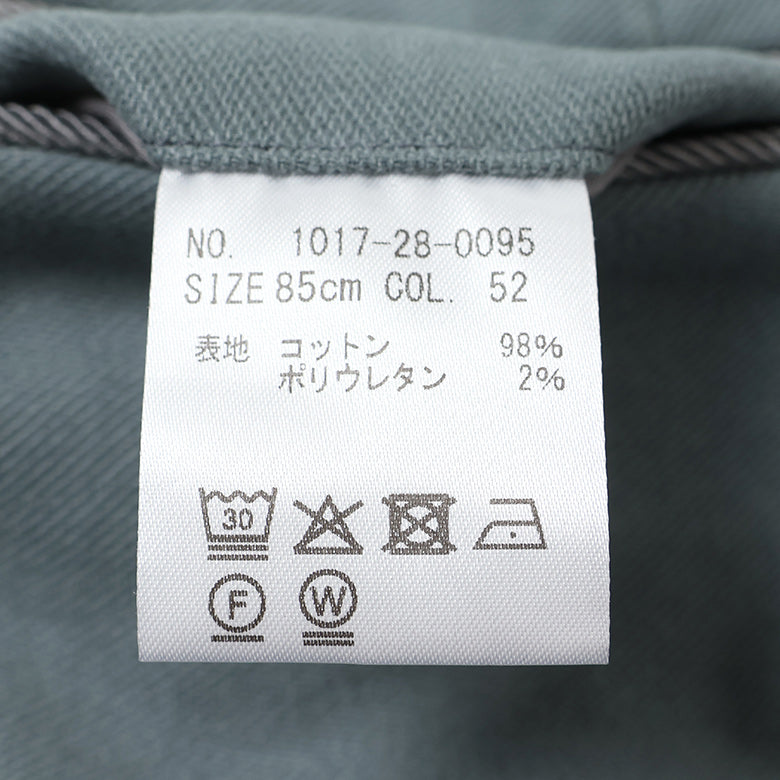 NO. 1017-28-0095
SIZE 85cm COL. 52
表地 コットン 98%
ポリウレタン 2%
30
F W